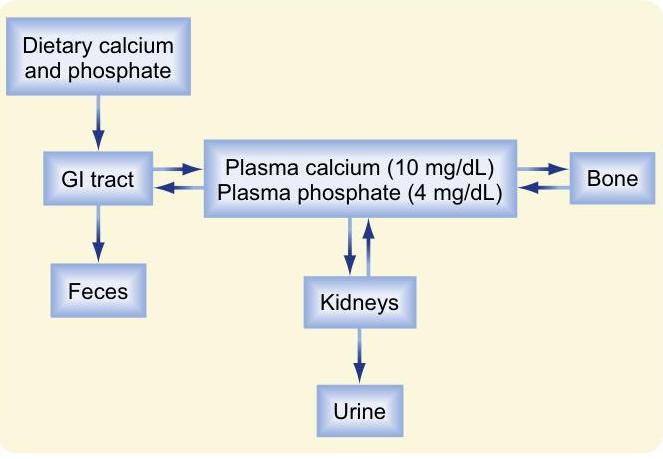 Dietary calcium
and phosphate
GI tract
Plasma calcium (10 mg/dL)
Plasma phosphate (4 mg/dL)
Bone
Feces
Kidneys
Urine